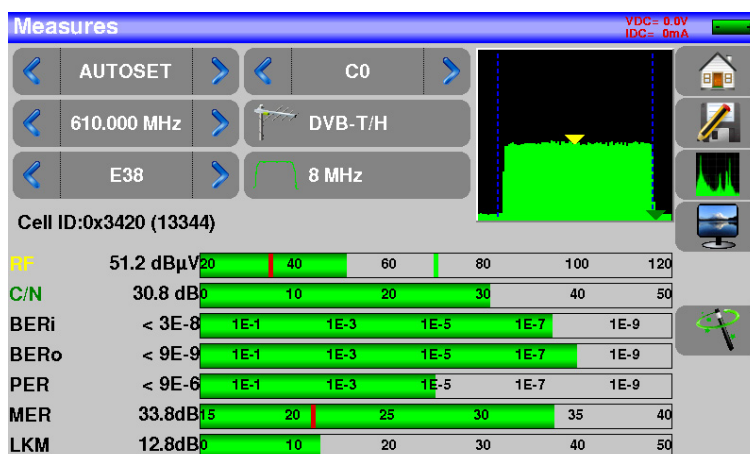 Measures VDC= 0.0V
IDC= 0mA
AUTOSET C0
610.000 MHz DVB-T/H
E38 8 MHz
Cell ID:0x3420 (13344)
RF 51.2 dBµV 20 40 60 80 100 120
C/N 30.8 dB 0 10 20 30 40 50
BERi < 3E-8 1E-1 1E-3 1E-5 1E-7 1E-9
BERo < 9E-9 1E-1 1E-3 1E-5 1E-7 1E-9
PER < 9E-6 1E-1 1E-3 1E-5 1E-7 1E-9
MER 33.8dB 15 20 25 30 35 40
LKM 12.8dB 0 10 20 30 40 50